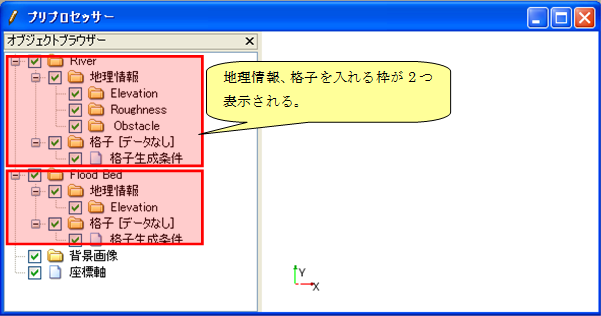 プリプロセッサー
オブジェクトブラウザー
River
地理情報
Elevation
Roughness
Obstacle
格子 [データなし]
格子生成条件
Flood Bed
地理情報
Elevation
格子 [データなし]
格子生成条件
背景画像
座標軸
地理情報、格子を入れる枠が２つ
表示される。
Y
X